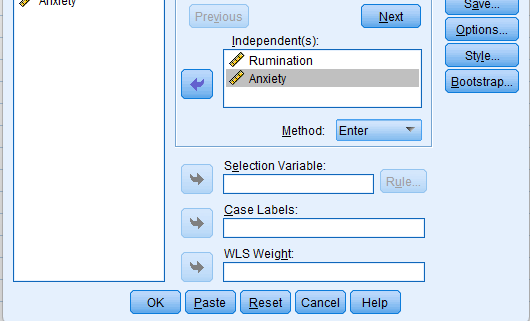 Anxiety
Save...
Previous
Next
Options...
Independent(s):
Style...
Rumination
Anxiety
Bootstrap...
Method:
Enter
Selection Variable:
Rule...
Case Labels:
WLS Weight:
OK
Paste
Reset
Cancel
Help